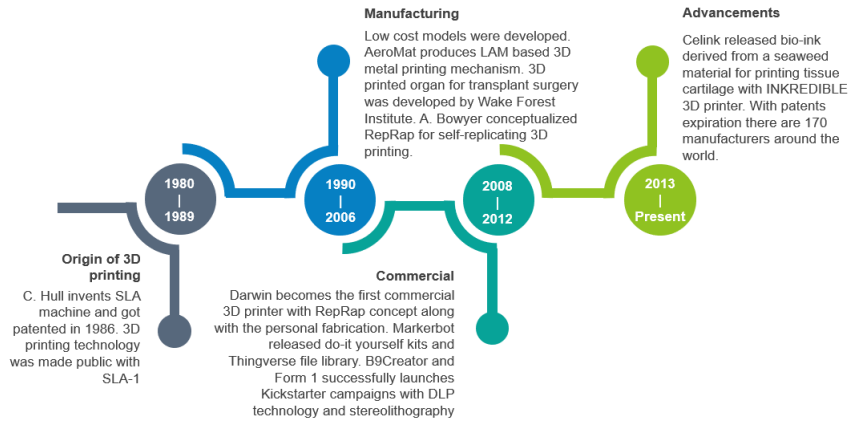 Manufacturing
Low cost models were developed.
AeroMat produces LAM based 3D
metal printing mechanism. 3D
printed organ for transplant surgery
was developed by Wake Forest
Institute. A. Bowyer conceptualized
RepRap for self-replicating 3D
printing.
Advancements
Celink released bio-ink
derived from a seaweed
material for printing tissue
cartilage with INKREDIBLE
3D printer. With patents
expiration there are 170
manufacturers around the
world.
1980
|
1989
1990
|
2006
2008
|
2012
2013
|
Present
Origin of 3D
printing
C. Hull invents SLA
machine and got
patented in 1986. 3D
printing technology
was made public with
SLA-1
Commercial
Darwin becomes the first commercial
3D printer with RepRap concept along
with the personal fabrication. Markerbot
released do-it yourself kits and
Thingverse file library. B9Creator and
Form 1 successfully launches
Kickstarter campaigns with DLP
technology and stereolithography